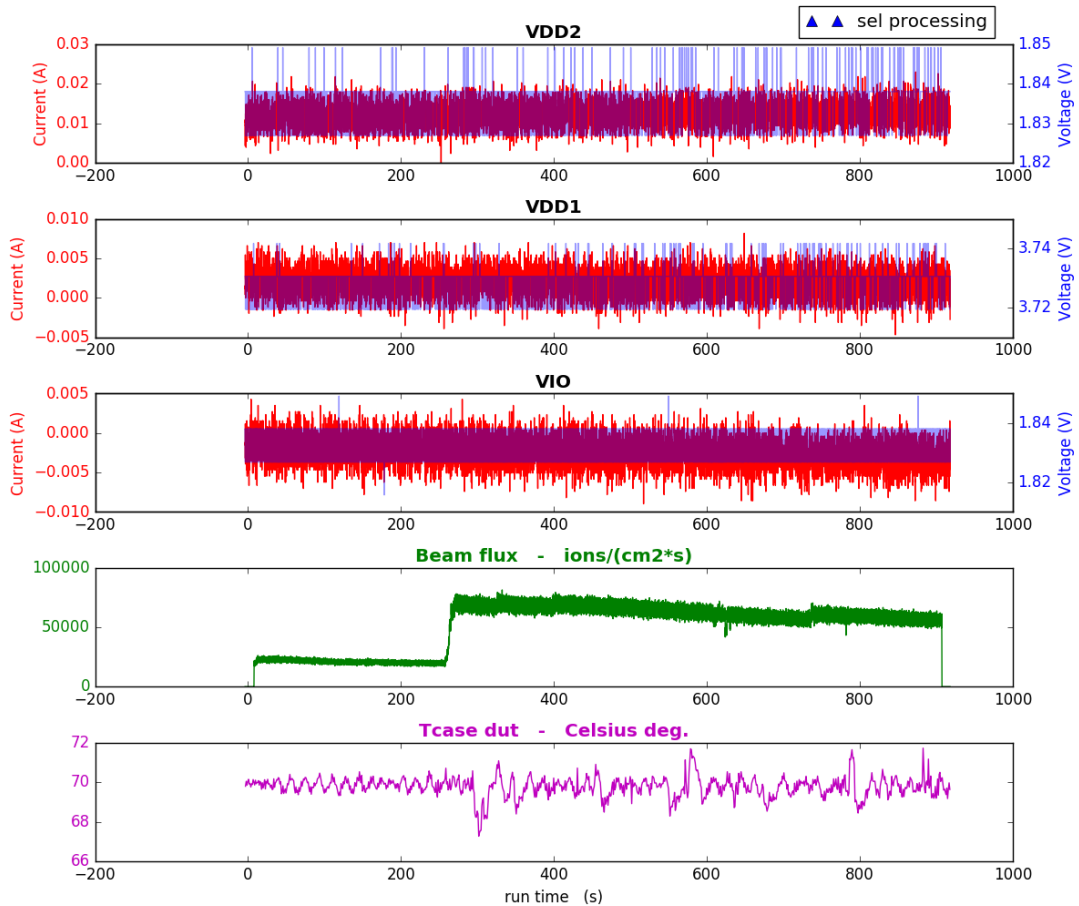 ▲ ▲ sel processing
VDD2
0.03
0.02
0.01
0.00
Current (A)
1.85
1.84
1.83
1.82
Voltage (V)
−200 0 200 400 600 800 1000
VDD1
0.010
0.005
0.000
−0.005
Current (A)
3.74
3.72
Voltage (V)
−200 0 200 400 600 800 1000
VIO
0.005
0.000
−0.005
−0.010
Current (A)
1.84
1.82
Voltage (V)
−200 0 200 400 600 800 1000
Beam flux - ions/(cm2*s)
100000
50000
0
−200 0 200 400 600 800 1000
Tcase dut - Celsius deg.
72
70
68
66
−200 0 200 400 600 800 1000
run time (s)